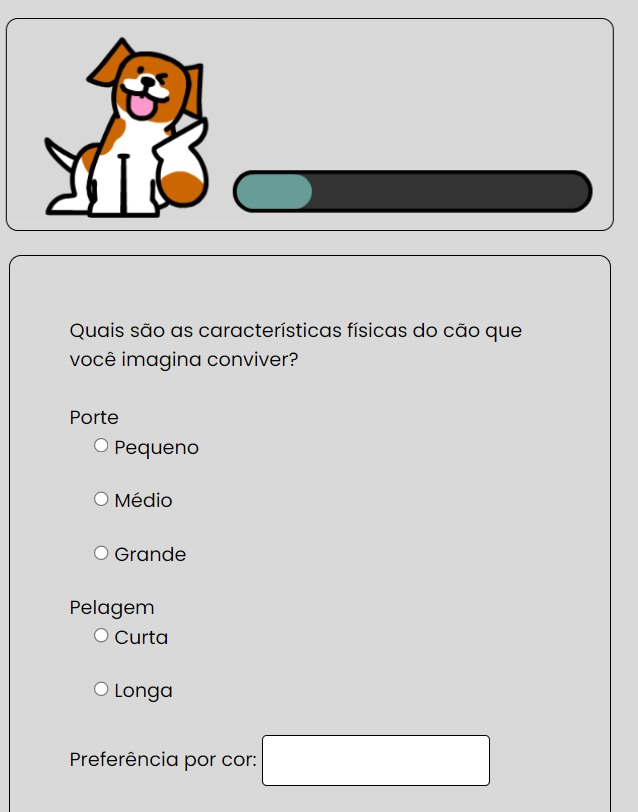 Quais são as características físicas do cão que
você imagina conviver?
Porte
Pequeno
Médio
Grande
Pelagem
Curta
Longa
Preferência por cor: